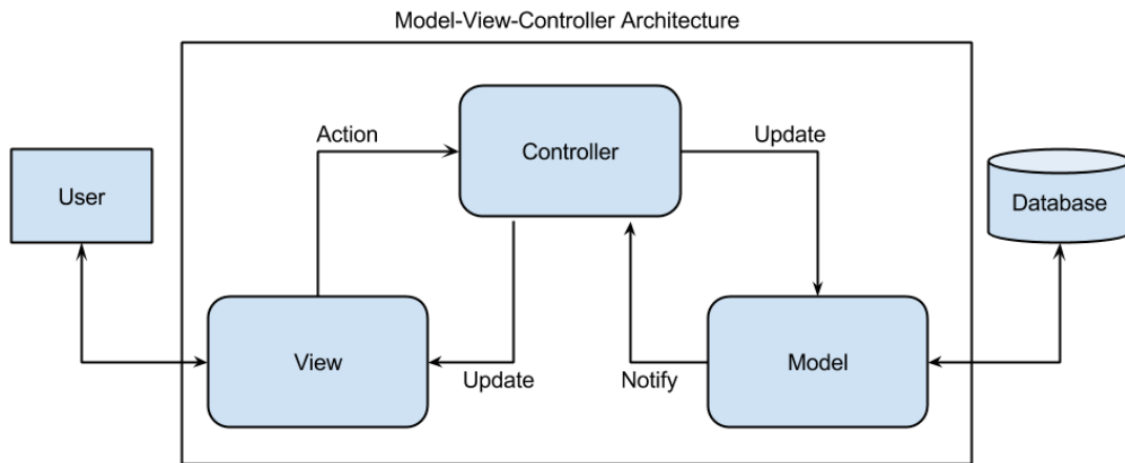 Model-View-Controller Architecture
Action
Controller
Update
User
Database
View
Update
Notify
Model